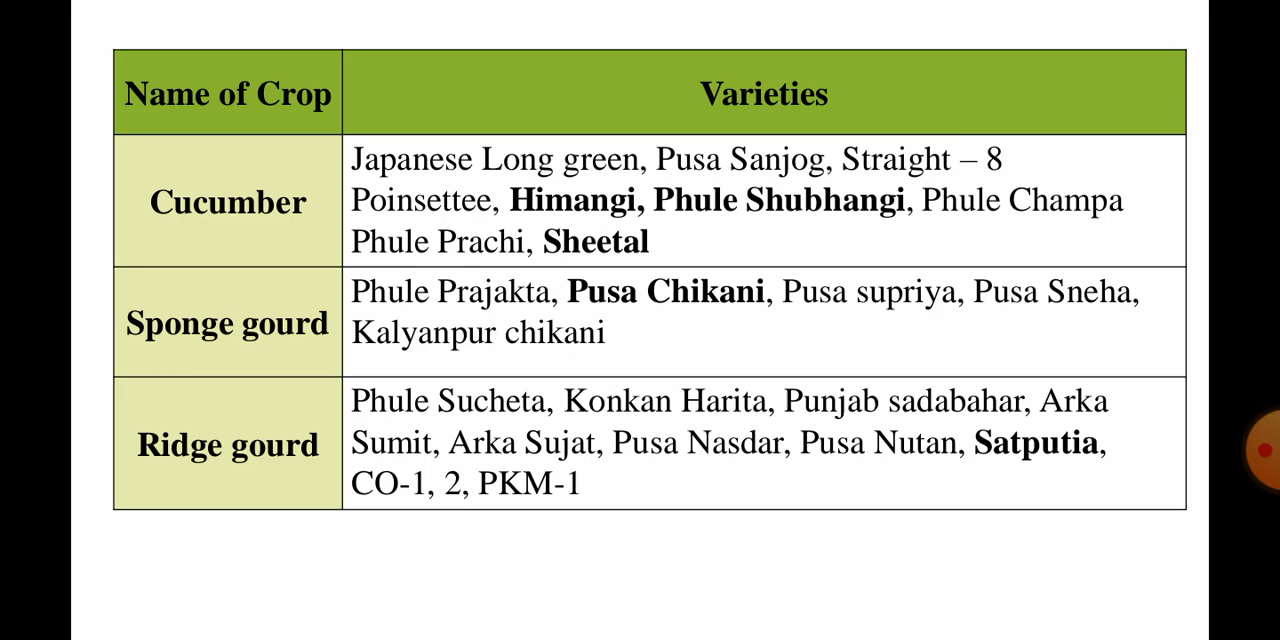 Name of Crop
Varieties
Cucumber
Japanese Long green, Pusa Sanjog, Straight – 8
Poinsettee, Himangi, Phule Shubhangi, Phule Champa
Phule Prachi, Sheetal
Sponge gourd
Phule Prajakta, Pusa Chikani, Pusa supriya, Pusa Sneha,
Kalyanpur chikani
Ridge gourd
Phule Sucheta, Konkan Harita, Punjab sadabahar, Arka
Sumit, Arka Sujat, Pusa Nasdar, Pusa Nutan, Satputia,
CO-1, 2, PKM-1